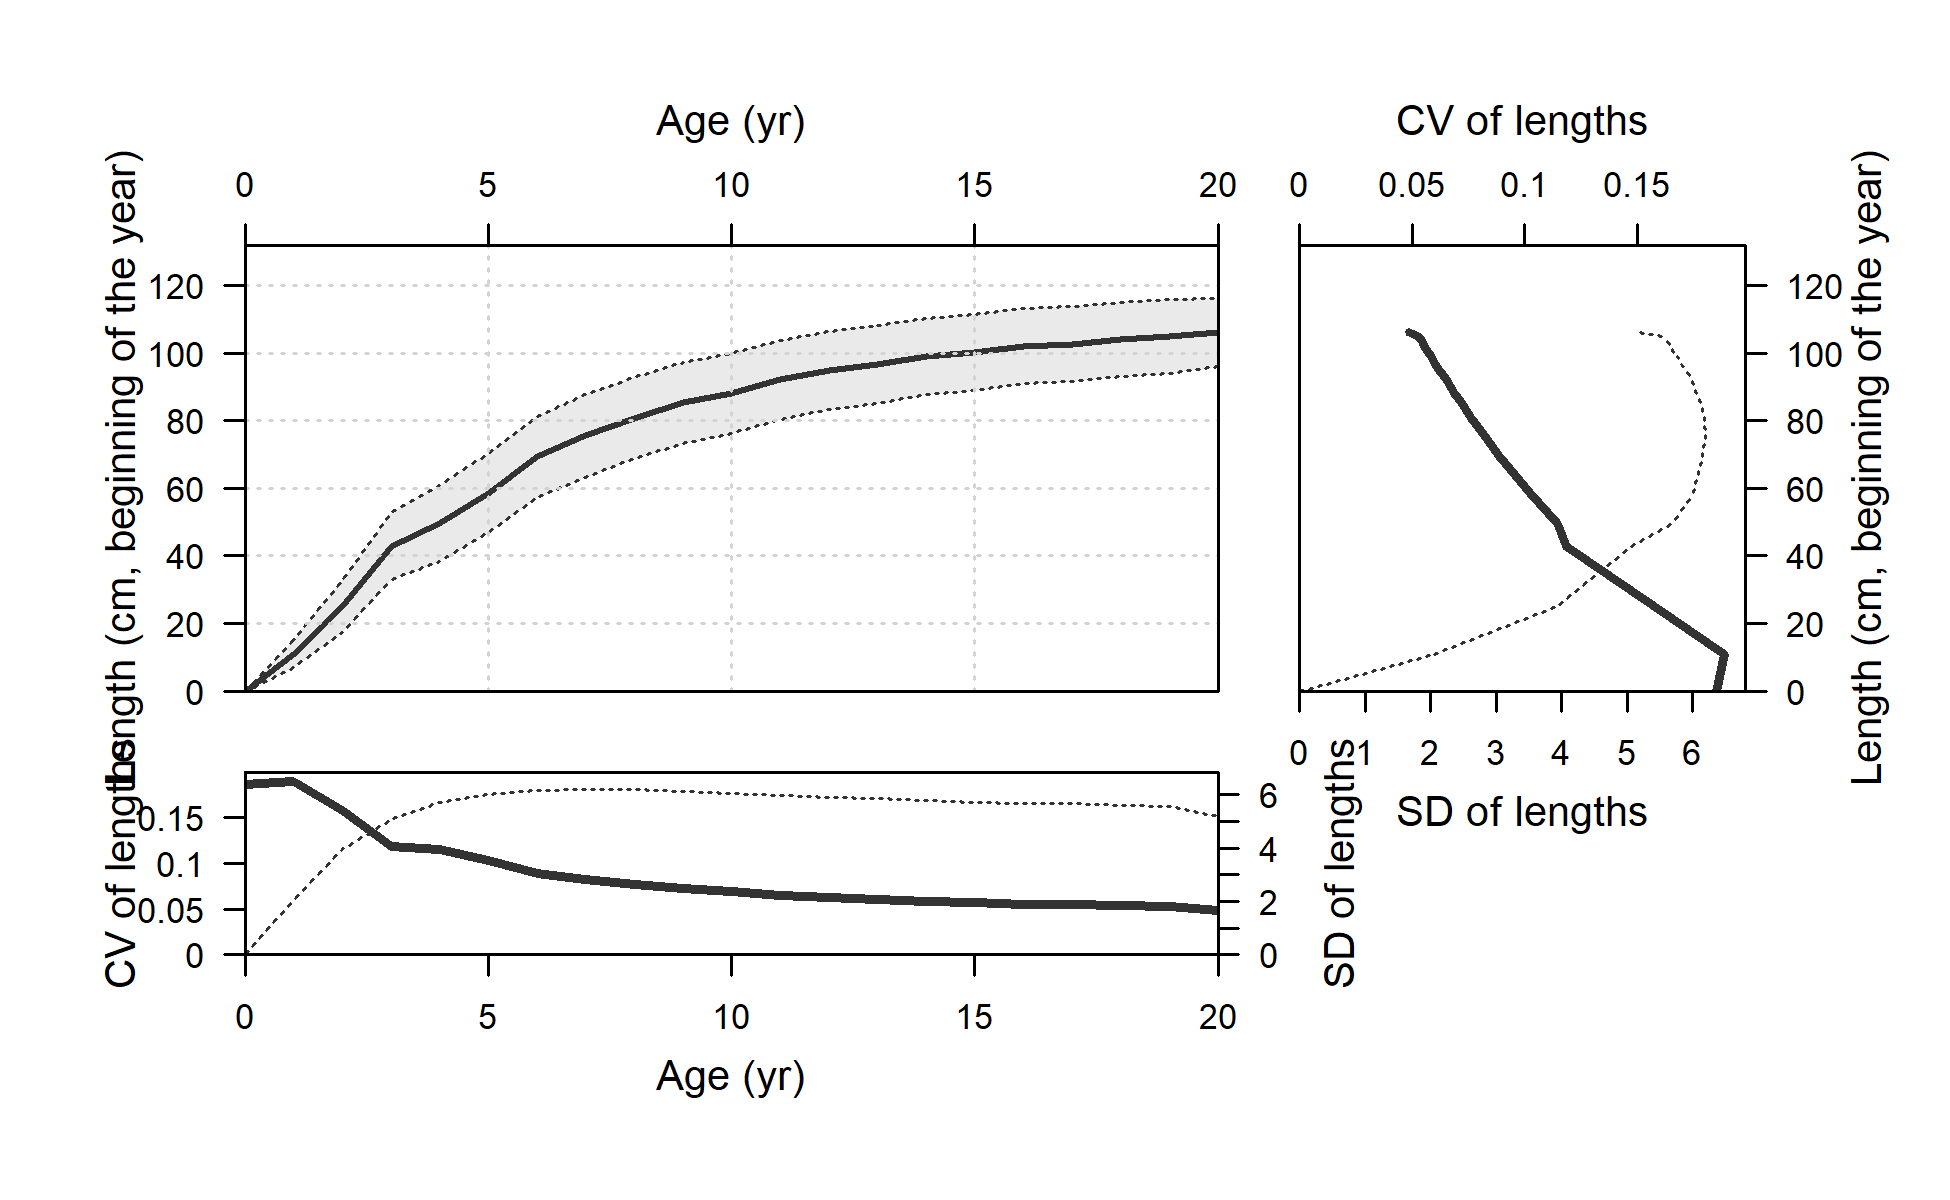 Age (yr)
CV of lengths
0 5 10 15 20
0 0.05 0.1 0.15
Length (cm, beginning of the year)
120
100
80
60
40
20
0
120
100
80
60
40
20
0
Length (cm, beginning of the year)
0 1 2 3 4 5 6
SD of lengths
CV of lengths
0.15
0.1
0.05
0
6
4
2
0
SD of lengths
0 5 10 15 20
Age (yr)